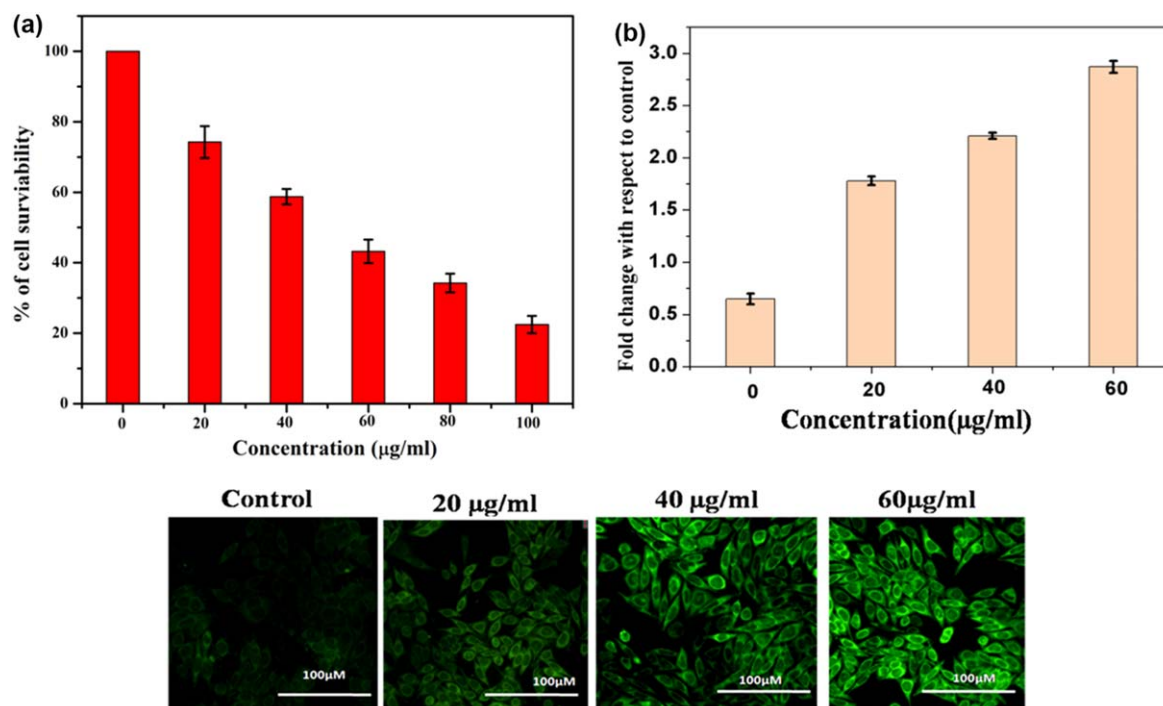 (a)
100
80
60
40
20
0
% of cell surviability
0 20 40 60 80 100
Concentration (µg/ml)
(b)
3.0
2.5
2.0
1.5
1.0
0.5
0.0
Fold change with respect to control
0 20 40 60
Concentration(µg/ml)
Control 20 µg/ml 40 µg/ml 60µg/ml
100µM 100µM 100µM 100µM